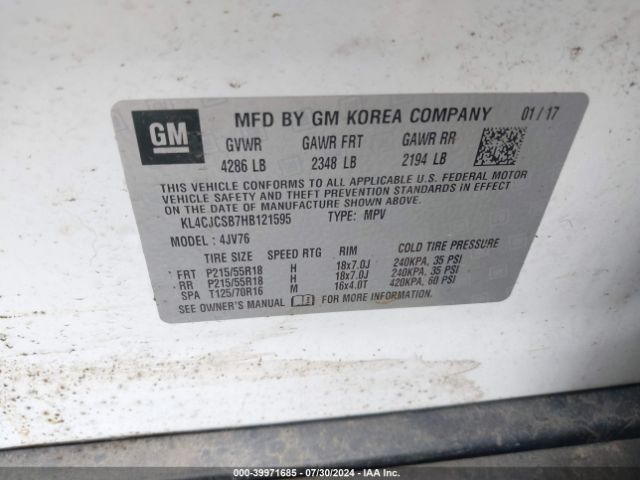 GM
MFD BY GM KOREA COMPANY 01/17
GVWR GAWR FRT GAWR RR
4286 LB 2348 LB 2194 LB
THIS VEHICLE CONFORMS TO ALL APPLICABLE U.S. FEDERAL MOTOR
VEHICLE SAFETY AND THEFT PREVENTION STANDARDS IN EFFECT
ON THE DATE OF MANUFACTURE SHOWN ABOVE.
KL4CJCSB7HB121595 TYPE: MPV
MODEL: 4JV76
TIRE SIZE SPEED RTG RIM COLD TIRE PRESSURE
FRT P215/55R18 H 18x7.0J 240KPA, 35 PSI
RR P215/55R18 H 18x7.0J 240KPA, 35 PSI
SPA T125/70R16 M 16x4.0T 420KPA, 60 PSI
SEE OWNER'S MANUAL FOR MORE INFORMATION.
000-39971685 - 07/30/2024 - IAA Inc.